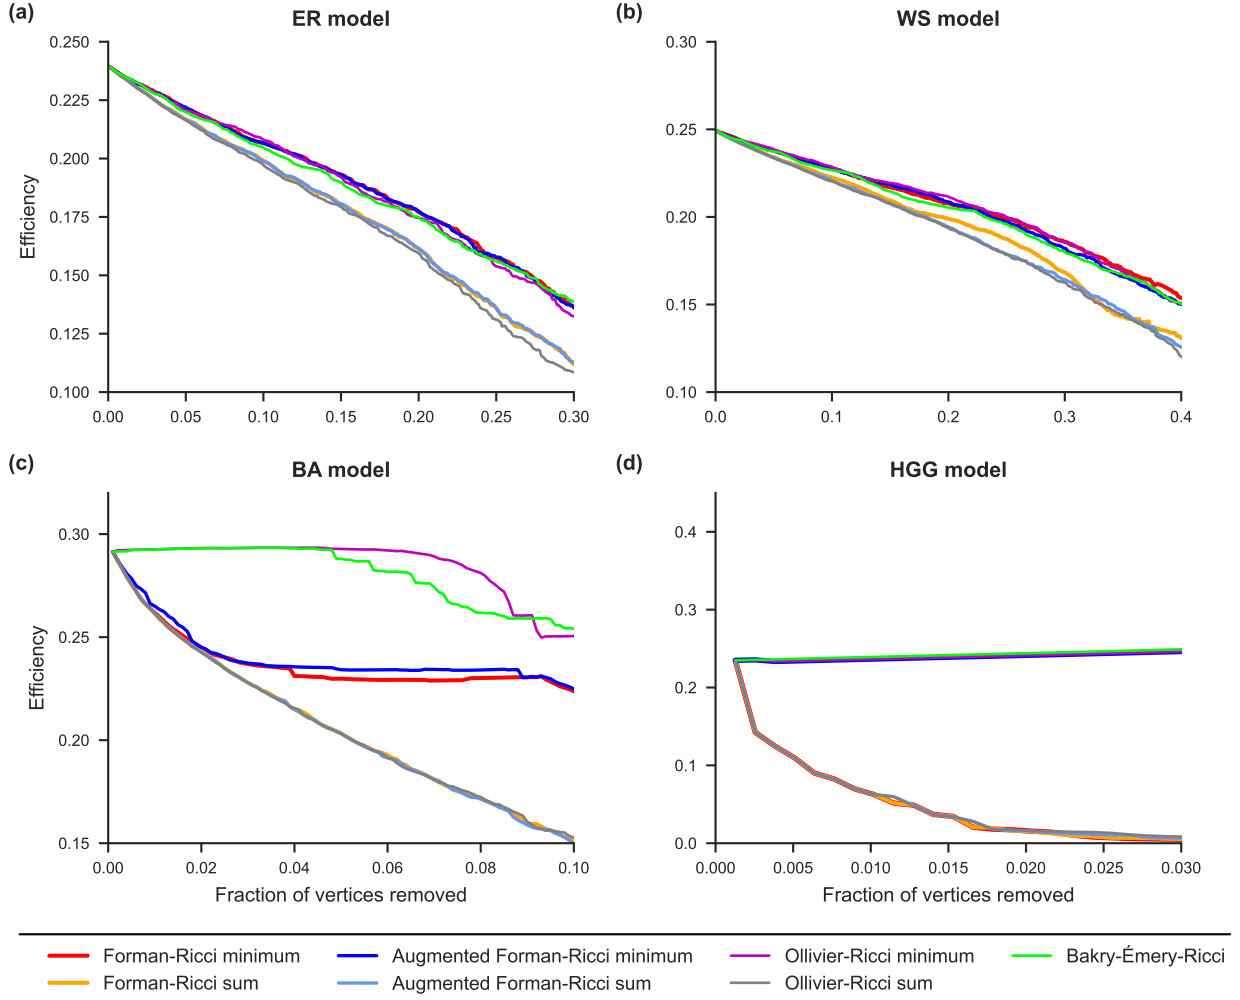 (a)
ER model
0.250
0.225
0.200
0.175
0.150
0.125
0.100
Efficiency
0.00 0.05 0.10 0.15 0.20 0.25 0.30
(b)
WS model
0.30
0.25
0.20
0.15
0.10
0.0 0.1 0.2 0.3 0.4
(c)
BA model
0.30
0.25
0.20
0.15
Efficiency
0.00 0.02 0.04 0.06 0.08 0.10
Fraction of vertices removed
(d)
HGG model
0.4
0.3
0.2
0.1
0.0
0.000 0.005 0.010 0.015 0.020 0.025 0.030
Fraction of vertices removed
Forman-Ricci minimum Augmented Forman-Ricci minimum Ollivier-Ricci minimum Bakry-Émery-Ricci
Forman-Ricci sum Augmented Forman-Ricci sum Ollivier-Ricci sum